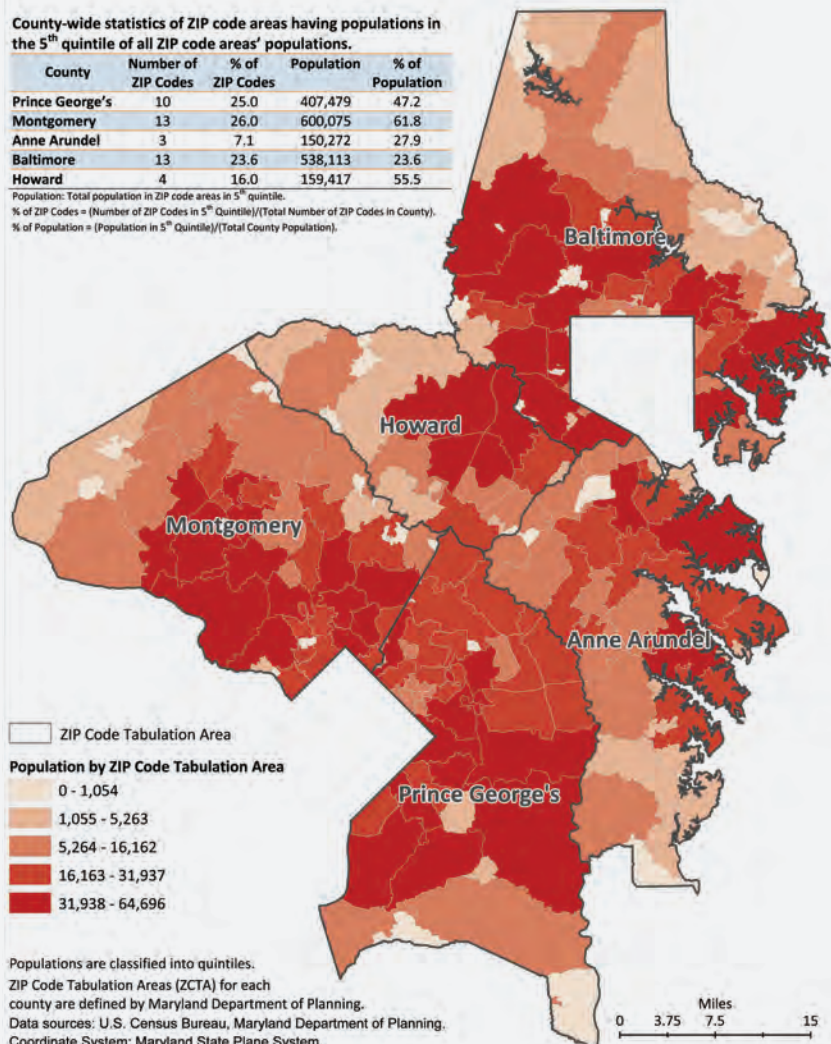 County-wide statistics of ZIP code areas having populations in
the 5th quintile of all ZIP code areas' populations.
County Number of ZIP Codes % of ZIP Codes Population % of Population
Prince George's 10 25.0 407,479 47.2
Montgomery 13 26.0 600,075 61.8
Anne Arundel 3 7.1 150,272 27.9
Baltimore 13 23.6 538,113 23.6
Howard 4 16.0 159,417 55.5
Population: Total population in ZIP code areas in 5th quintile.
% of ZIP Codes = (Number of ZIP Codes in 5th Quintile)/(Total Number of ZIP Codes in County).
% of Population = (Population in 5th Quintile)/(Total County Population).
Baltimore
Howard
Montgomery
Anne Arundel
Prince George's
ZIP Code Tabulation Area
Population by ZIP Code Tabulation Area
0 - 1,054
1,055 - 5,263
5,264 - 16,162
16,163 - 31,937
31,938 - 64,696
Populations are classified into quintiles.
ZIP Code Tabulation Areas (ZCTA) for each
county are defined by Maryland Department of Planning.
Data sources: U.S. Census Bureau, Maryland Department of Planning.
Coordinate System: Maryland State Plane System
Miles
0 3.75 7.5 15